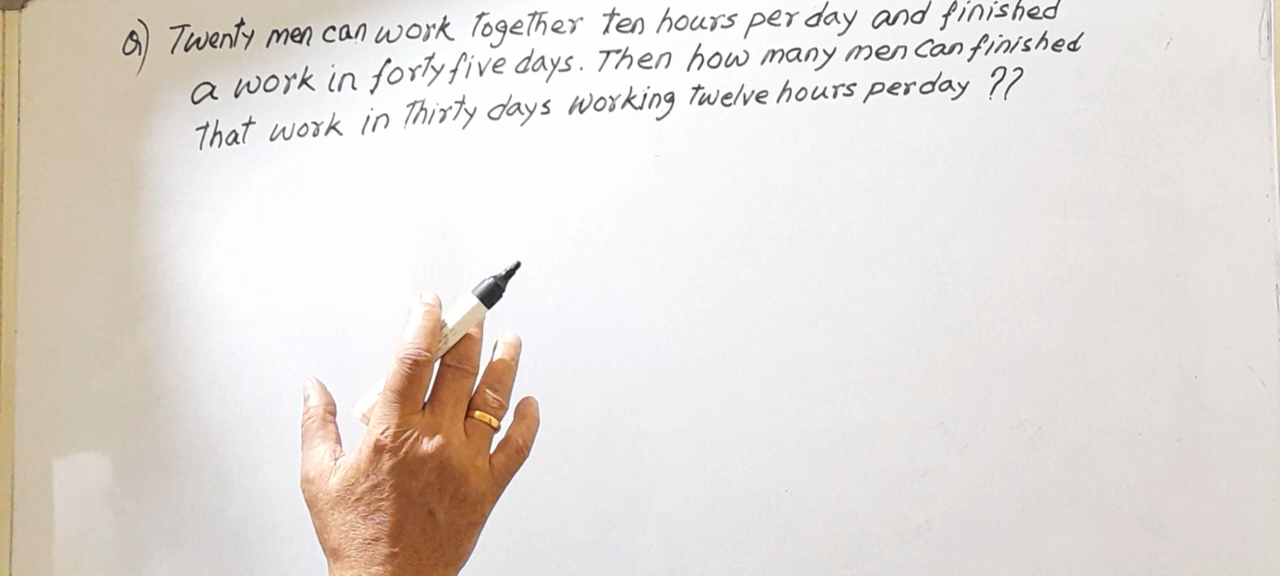 Q) Twenty men can work Together ten hours per day and finished
a work in forty five days. Then how many men can finished
that work in Thirty days working Twelve hours per day ??